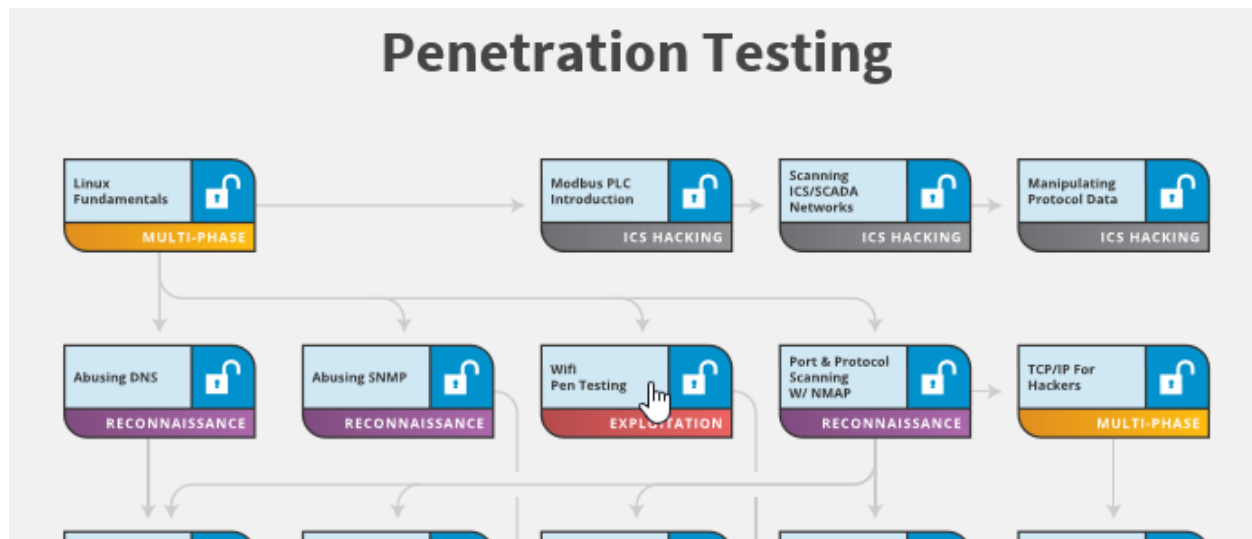 Penetration Testing
Linux
Fundamentals
MULTI-PHASE
Modbus PLC
Introduction
ICS HACKING
Scanning
ICS/SCADA
Networks
ICS HACKING
Manipulating
Protocol Data
ICS HACKING
Abusing DNS
RECONNAISSANCE
Abusing SNMP
RECONNAISSANCE
Wifi
Pen Testing
EXPLOITATION
Port & Protocol
Scanning
W/ NMAP
RECONNAISSANCE
TCP/IP For
Hackers
MULTI-PHASE